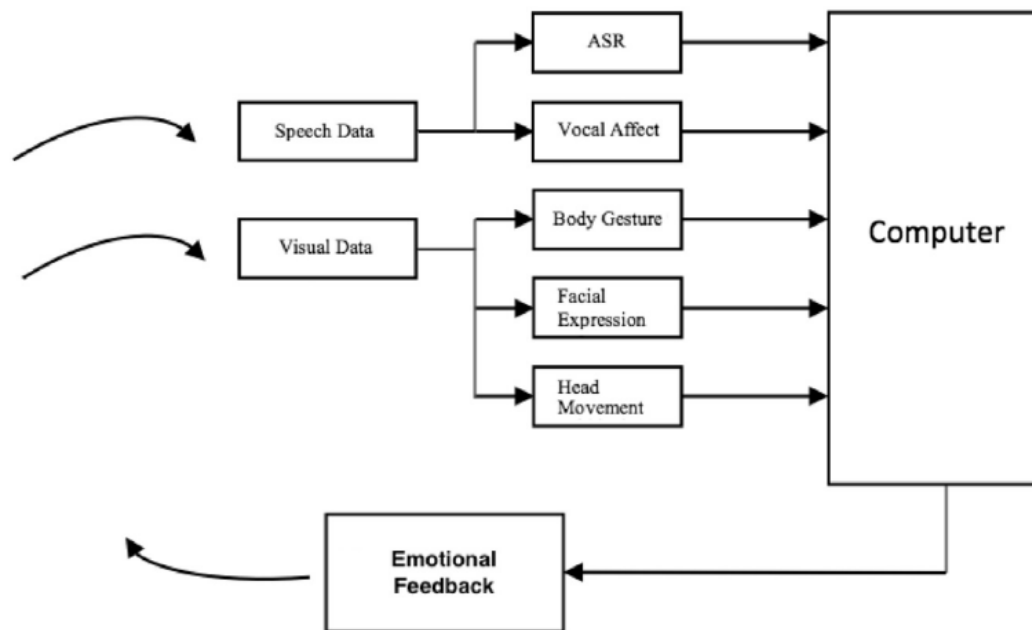 ASR
Speech Data
Vocal Affect
Body Gesture
Visual Data
Computer
Facial
Expression
Head
Movement
Emotional
Feedback